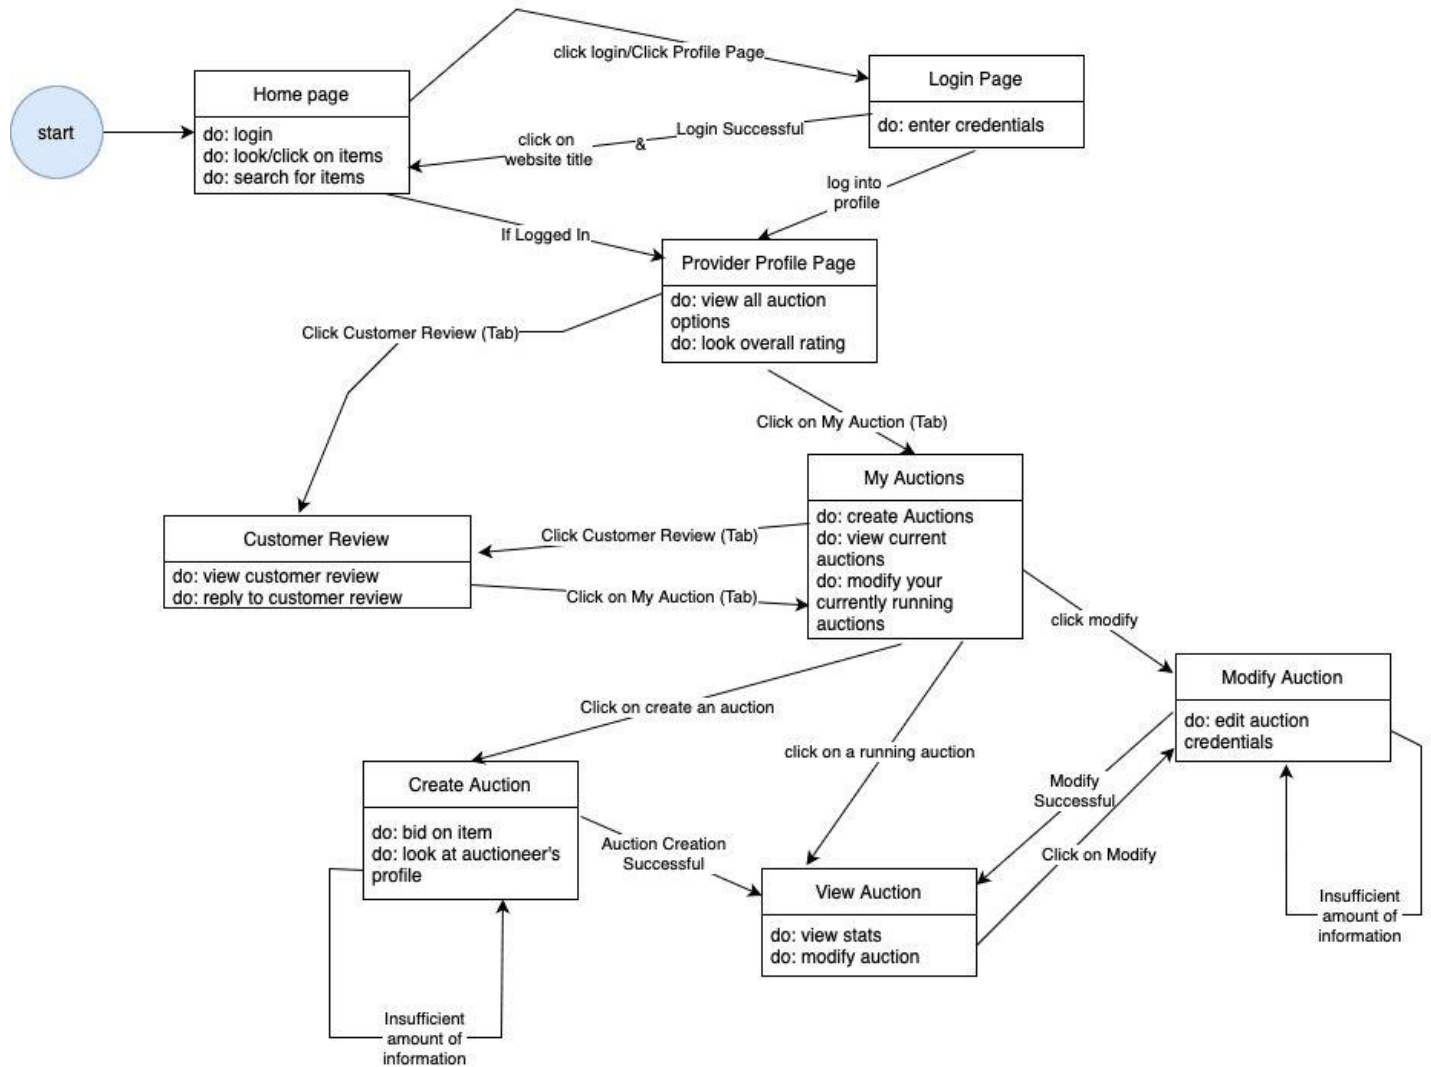 click login/Click Profile Page
Login Page
do: enter credentials
Home page
do: login
do: look/click on items
do: search for items
start
Login Successful
&
click on
website title
log into
profile
If Logged In
Provider Profile Page
do: view all auction
options
do: look overall rating
Click Customer Review (Tab)
Click on My Auction (Tab)
My Auctions
do: create Auctions
do: view current
auctions
do: modify your
currently running
auctions
Click Customer Review (Tab)
Customer Review
do: view customer review
do: reply to customer review
Click on My Auction (Tab)
click modify
Modify Auction
do: edit auction
credentials
Click on create an auction
click on a running auction
Create Auction
do: bid on item
do: look at auctioneer's
profile
Modify
Successful
Auction Creation
Successful
Click on Modify
View Auction
do: view stats
do: modify auction
Insufficient
amount of
information
Insufficient
amount of
information